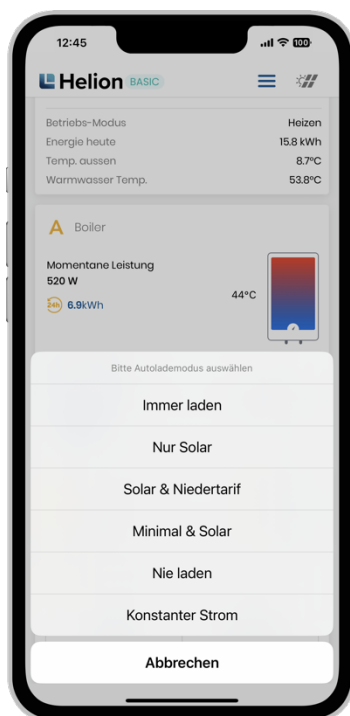 12:45
100
Helion BASIC
Betriebs-Modus Heizen
Energie heute 15.8 kWh
Temp. aussen 8.7°C
Warmwasser Temp. 53.8°C
A Boiler
Momentane Leistung
520 W
24h 6.9kWh
44°C
Bitte Autolademodus auswählen
Immer laden
Nur Solar
Solar & Niedertarif
Minimal & Solar
Nie laden
Konstanter Strom
Abbrechen